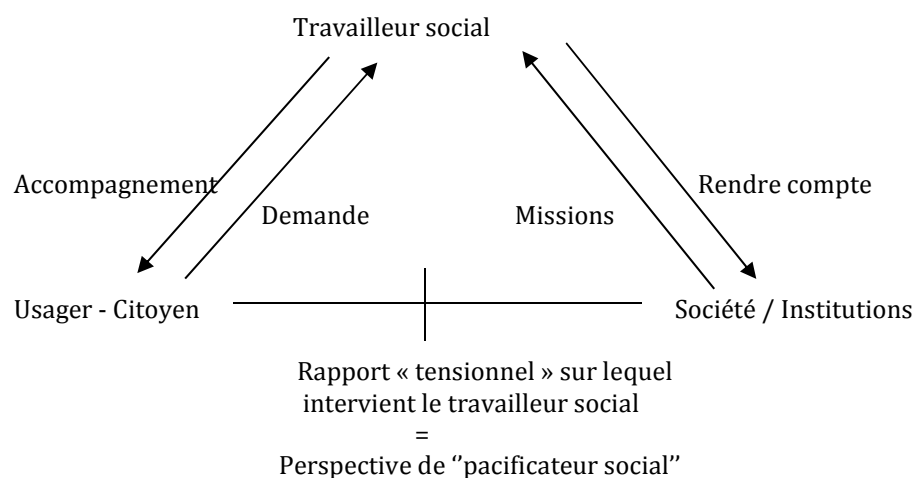 Travailleur social
Accompagnement
Rendre compte
Demande
Missions
Usager - Citoyen
Société / Institutions
Rapport « tensionnel » sur lequel
intervient le travailleur social
=
Perspective de ‘’pacificateur social’’